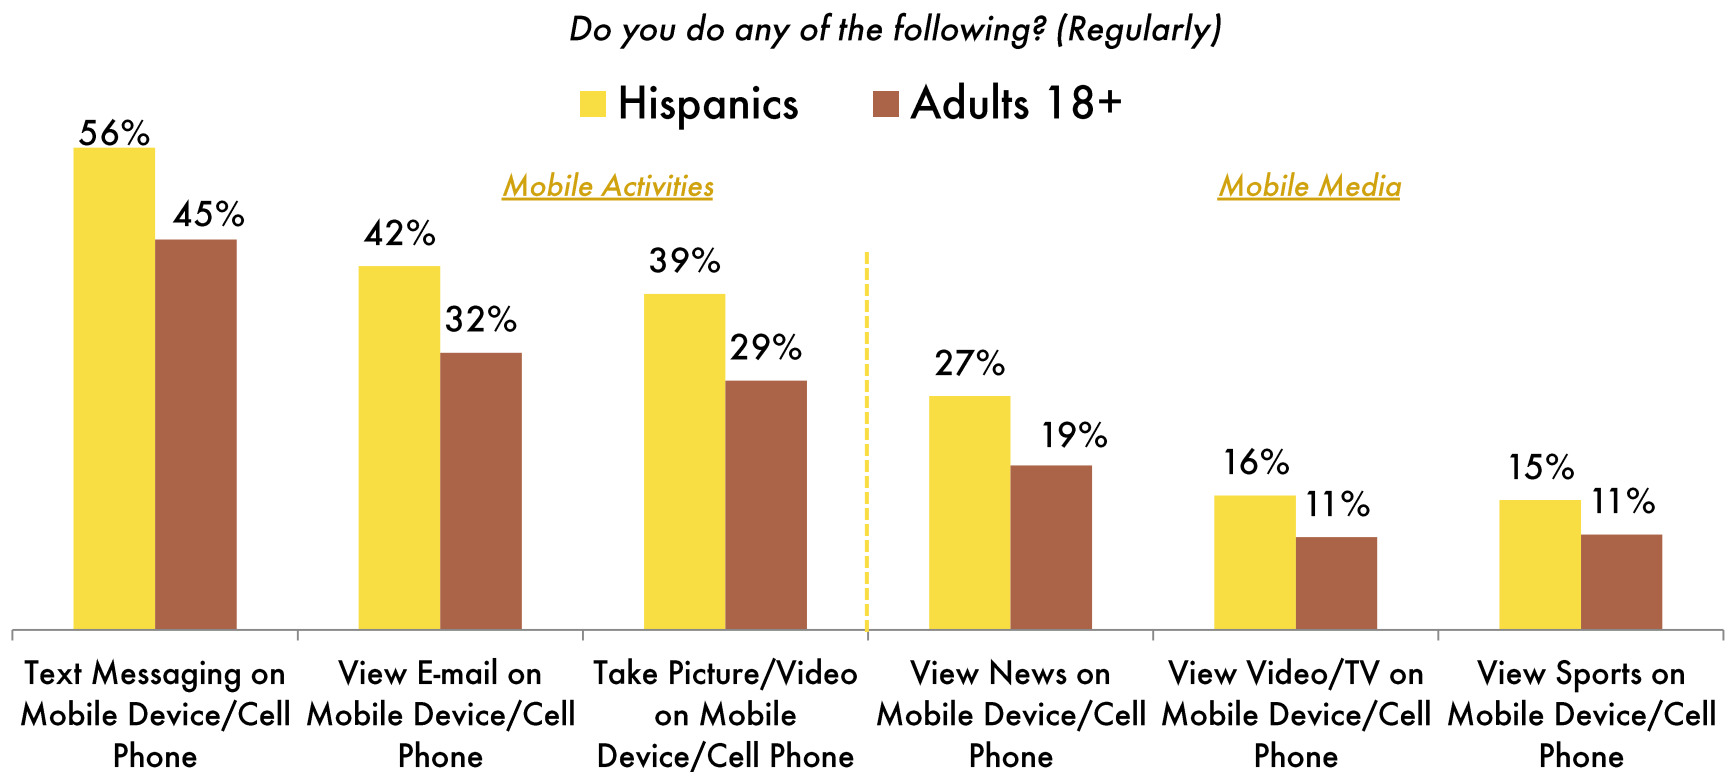 Do you do any of the following? (Regularly)
Hispanics
Adults 18+
Mobile Activities
Mobile Media
56%
45%
42%
32%
39%
29%
27%
19%
16%
11%
15%
11%
Text Messaging on
Mobile Device/Cell
Phone
View E-mail on
Mobile Device/Cell
Phone
Take Picture/Video
on Mobile
Device/Cell Phone
View News on
Mobile Device/Cell
Phone
View Video/TV on
Mobile Device/Cell
Phone
View Sports on
Mobile Device/Cell
Phone